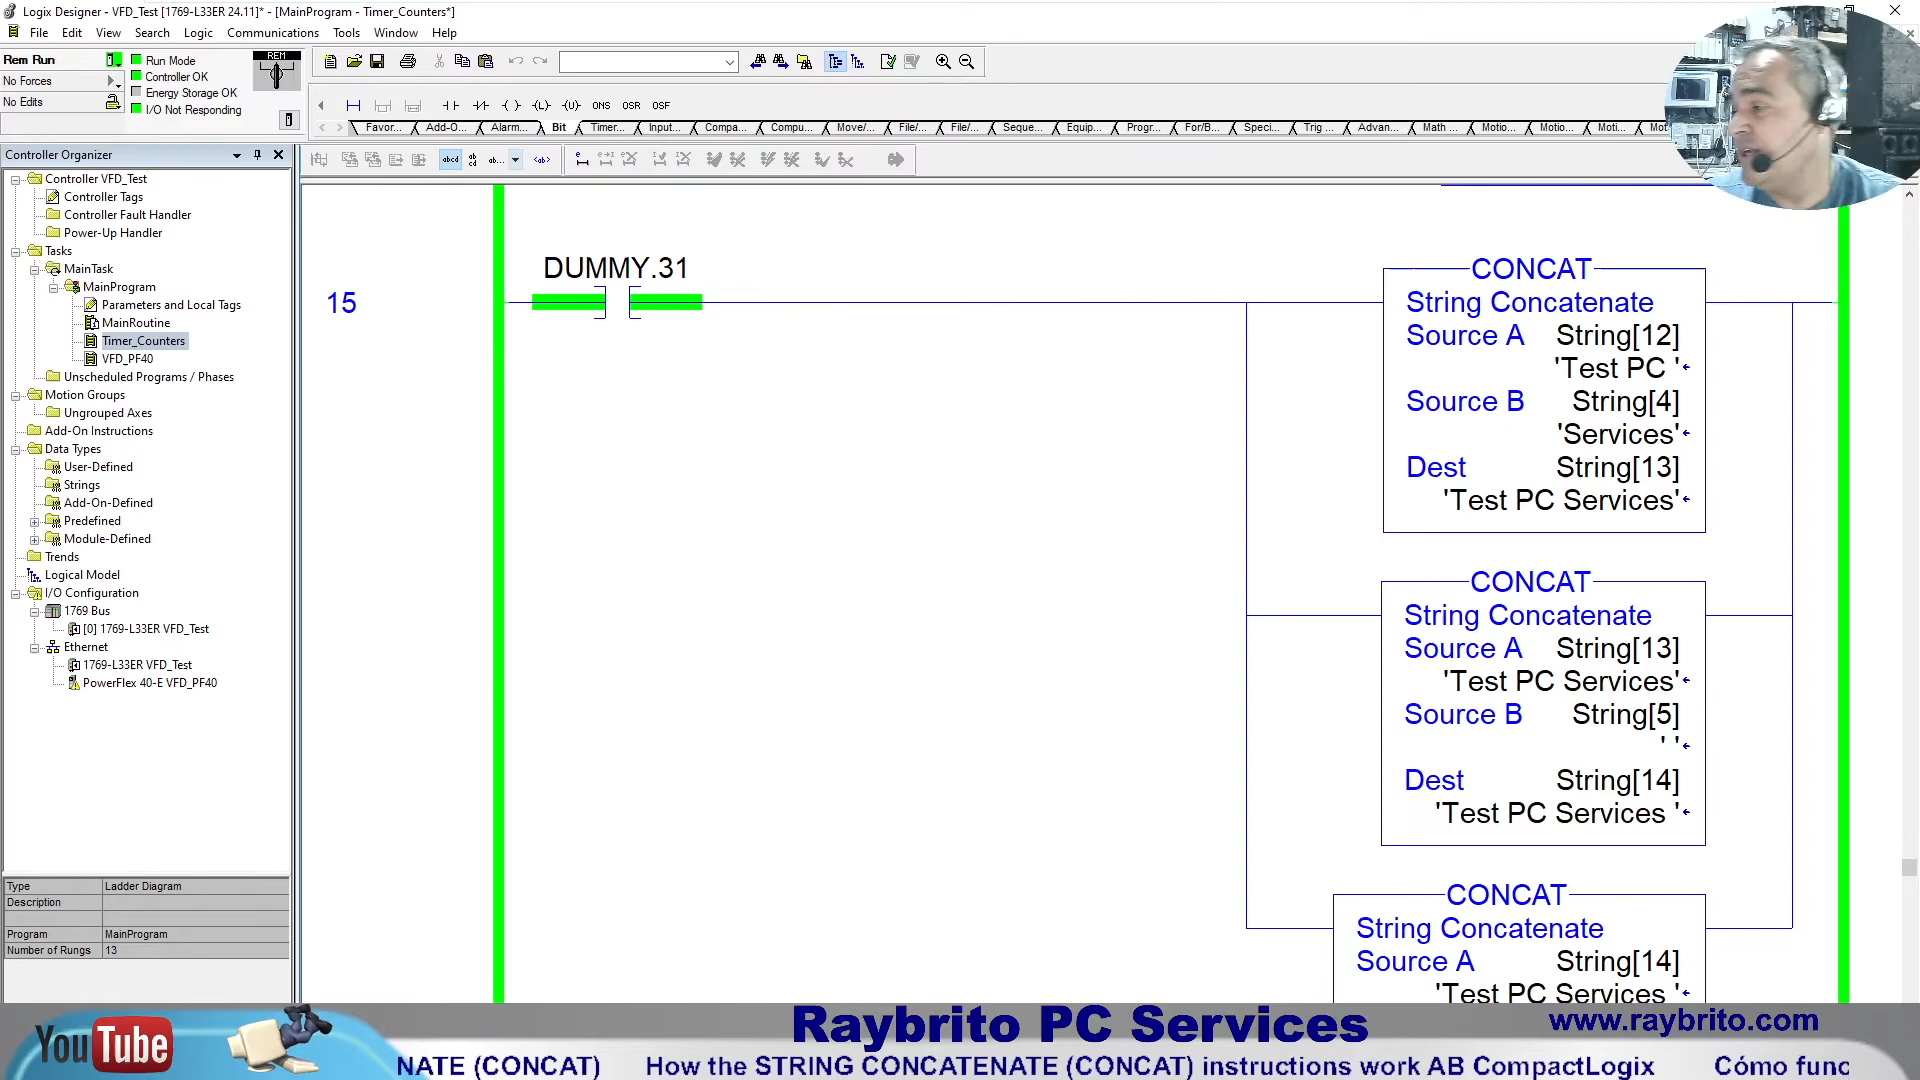 Logix Designer - VFD_Test [1769-L33ER 24.11]* - [MainProgram - Timer_Counters*]
File Edit View Search Logic Communications Tools Window Help
Rem Run
No Forces
No Edits
Run Mode
Controller OK
Energy Storage OK
I/O Not Responding
REM
ONS OSR OSF
Favor... Add-O... Alarm... Bit Timer... Input... Compa... Compu... Move/... File/... File/... Seque... Equip... Progr... For/B... Speci... Trig ... Advan... Math ... Motio... Motio... Moti...
Controller Organizer
Controller VFD_Test
Controller Tags
Controller Fault Handler
Power-Up Handler
Tasks
MainTask
MainProgram
Parameters and Local Tags
MainRoutine
Timer_Counters
VFD_PF40
Unscheduled Programs / Phases
Motion Groups
Ungrouped Axes
Add-On Instructions
Data Types
User-Defined
Strings
Add-On-Defined
Predefined
Module-Defined
Trends
Logical Model
I/O Configuration
1769 Bus
[0] 1769-L33ER VFD_Test
Ethernet
1769-L33ER VFD_Test
PowerFlex 40-E VFD_PF40
Type Ladder Diagram
Description
Program MainProgram
Number of Rungs 13
15
DUMMY.31
CONCAT
String Concatenate
Source A String[12]
'Test PC '
Source B String[4]
'Services'
Dest String[13]
'Test PC Services'
CONCAT
String Concatenate
Source A String[13]
'Test PC Services'
Source B String[5]
' '
Dest String[14]
'Test PC Services '
CONCAT
String Concatenate
Source A String[14]
'Test PC Services '
YouTube
Raybrito PC Services
www.raybrito.com
NATE (CONCAT) How the STRING CONCATENATE (CONCAT) instructions work AB CompactLogix Cómo func